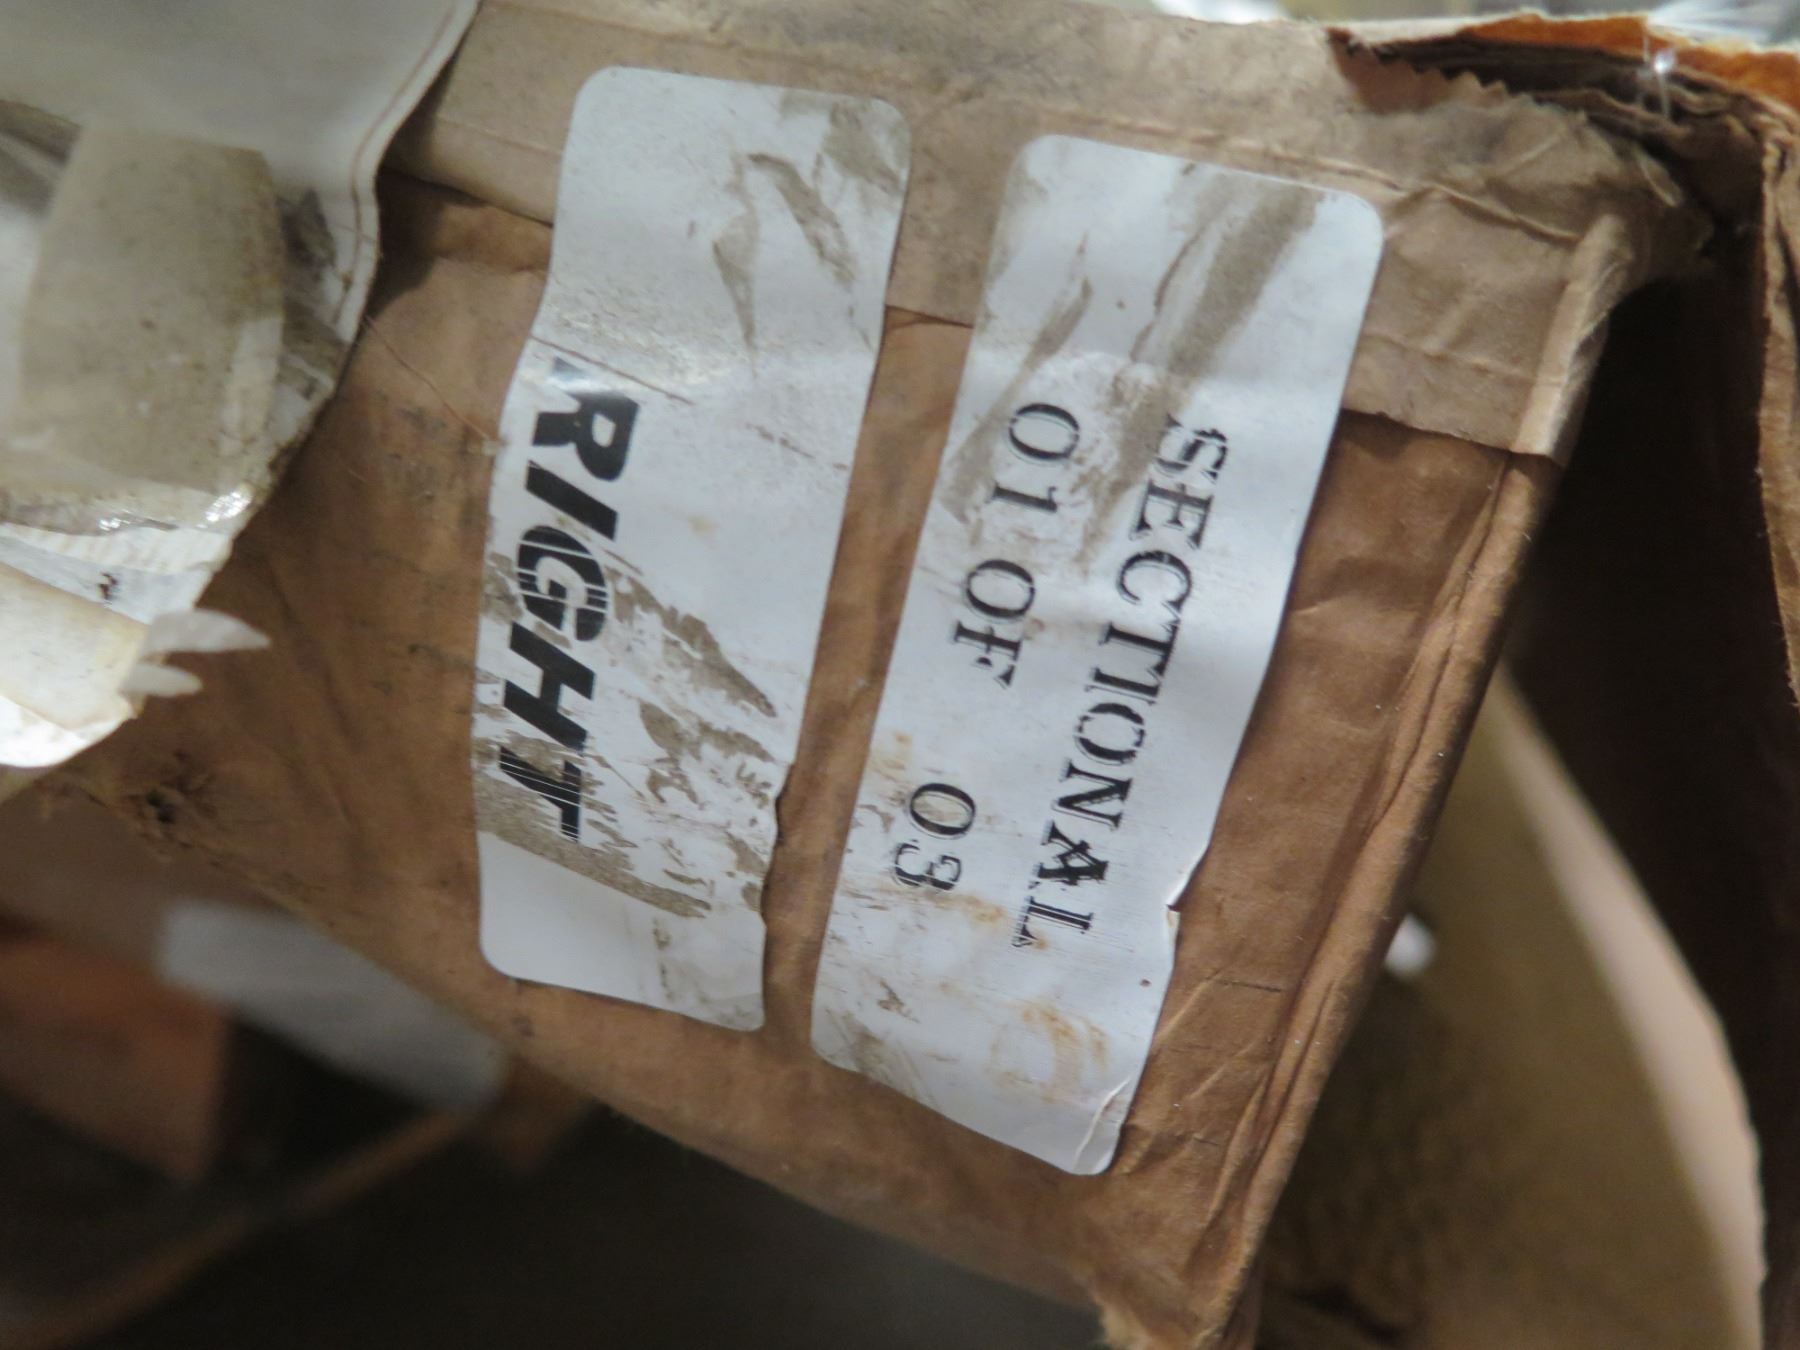 SECTIONAL
01 OF 03
RIGHT